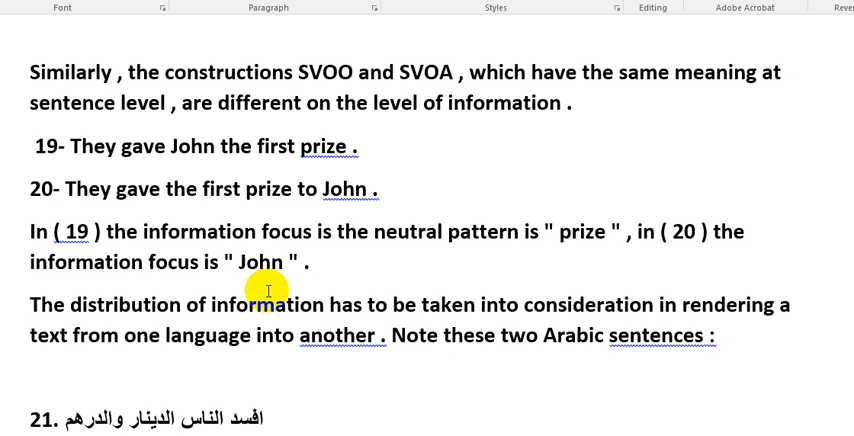 Font Paragraph Styles Editing Adobe Acrobat
Similarly , the constructions SVOO and SVOA , which have the same meaning at
sentence level , are different on the level of information .
19- They gave John the first prize .
20- They gave the first prize to John .
In ( 19 ) the information focus is the neutral pattern is " prize " , in ( 20 ) the
information focus is " John " .
The distribution of information has to be taken into consideration in rendering a
text from one language into another . Note these two Arabic sentences :
21. افسد الناس الدينار والدرهم